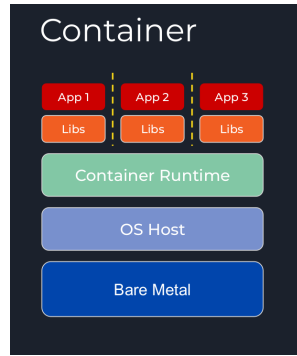 Container
App 1 App 2 App 3
Libs Libs Libs
Container Runtime
OS Host
Bare Metal